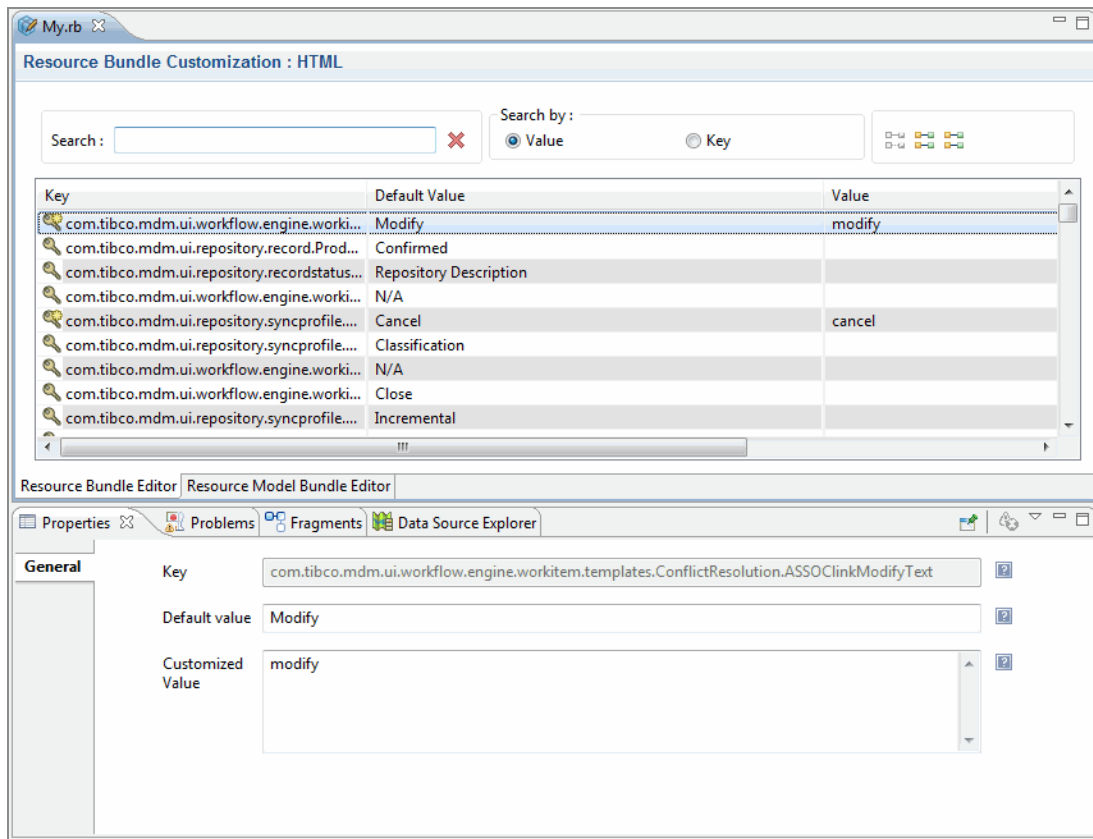 My.rb
Resource Bundle Customization : HTML
Search by :
Search : Value Key
Key Default Value Value
com.tibco.mdm.ui.workflow.engine.worki... Modify modify
com.tibco.mdm.ui.repository.record.Prod... Confirmed
com.tibco.mdm.ui.repository.recordstatus... Repository Description
com.tibco.mdm.ui.workflow.engine.worki... N/A
com.tibco.mdm.ui.repository.syncprofile.... Cancel cancel
com.tibco.mdm.ui.repository.syncprofile.... Classification
com.tibco.mdm.ui.workflow.engine.worki... N/A
com.tibco.mdm.ui.workflow.engine.worki... Close
com.tibco.mdm.ui.repository.syncprofile.... Incremental
Resource Bundle Editor Resource Model Bundle Editor
Properties Problems Fragments Data Source Explorer
General
Key com.tibco.mdm.ui.workflow.engine.workitem.templates.ConflictResolution.ASSOClinkModifyText
Default value Modify
Customized modify
Value